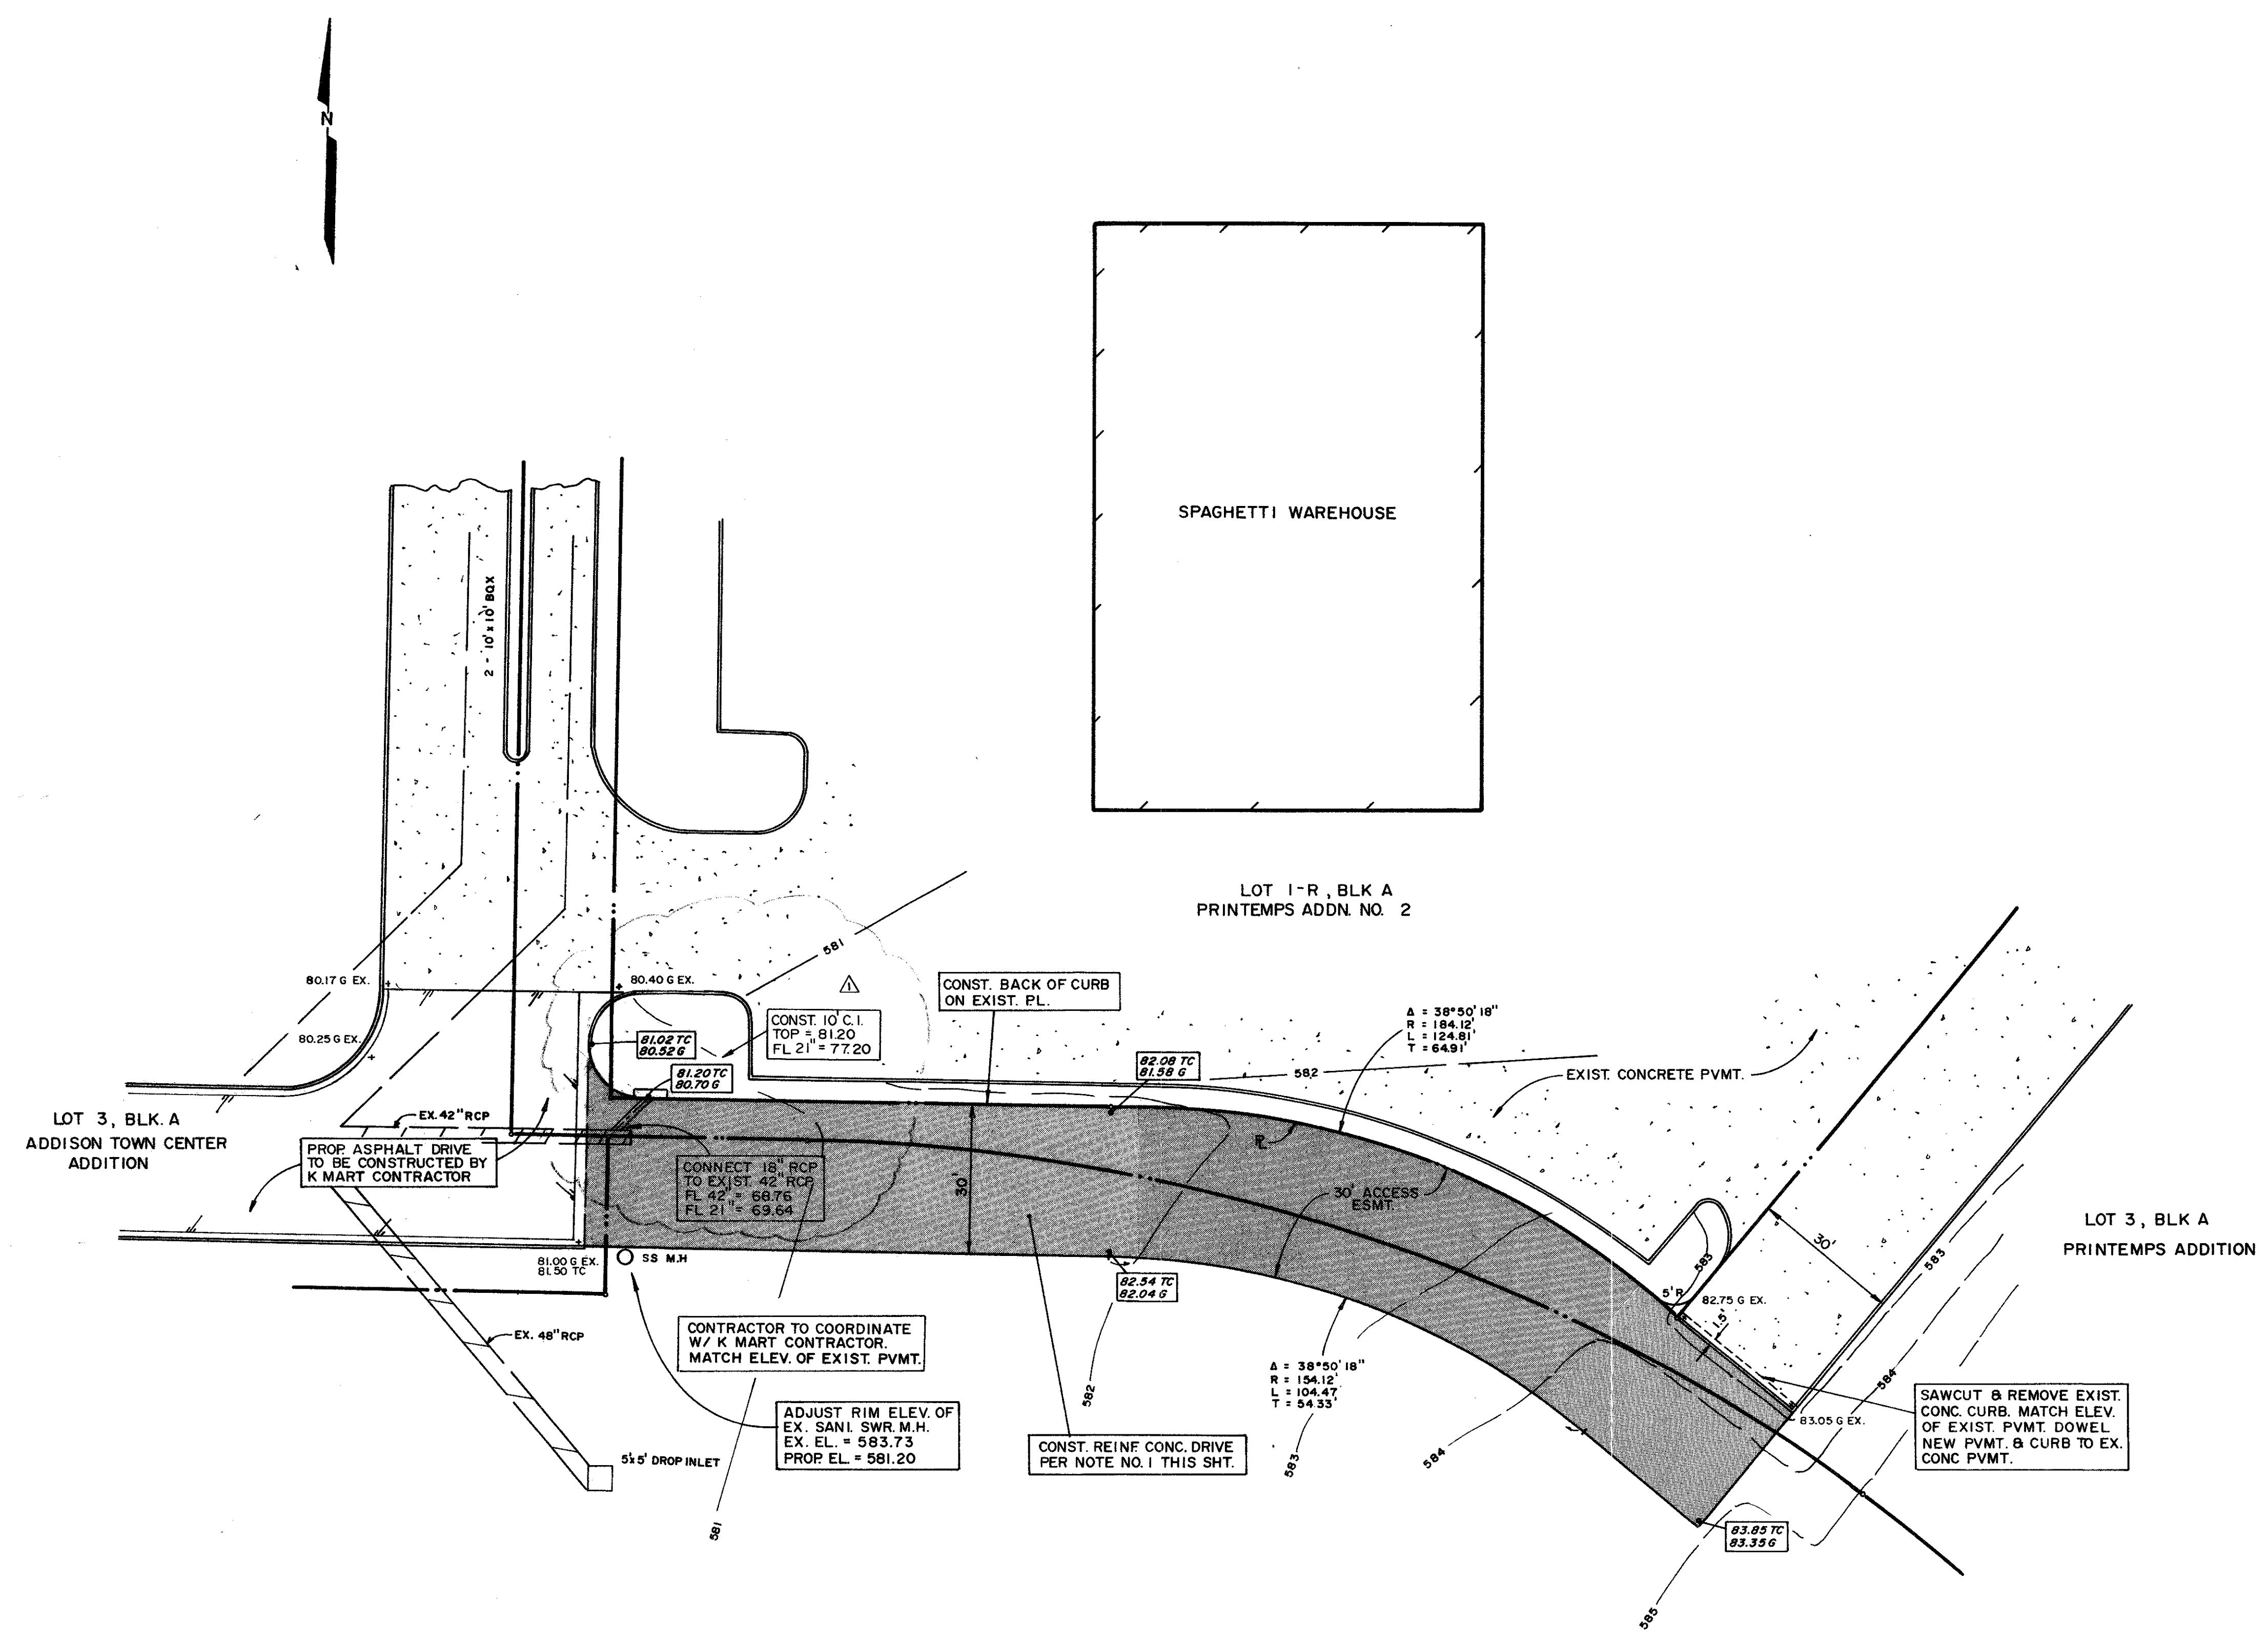 N
SPAGHETTI WAREHOUSE
2 - 10' x 10' BOX
LOT 1-R, BLK A
PRINTEMPS ADDN. NO. 2
581
80.17 G EX.
80.40 G EX.
1
CONST. BACK OF CURB
ON EXIST. P.L.
CONST. 10' C.I.
TOP = 81.20
FL 21" = 77.20
Δ = 38°50'18"
R = 184.12'
L = 124.81'
T = 64.91'
80.25 G EX.
81.02 TC
80.52 G
81.20 TC
80.70 G
82.08 TC
81.58 G
582
EXIST. CONCRETE PVMT.
LOT 3, BLK. A
ADDISON TOWN CENTER
ADDITION
EX. 42" RCP
PROP. ASPHALT DRIVE
TO BE CONSTRUCTED BY
K MART CONTRACTOR
CONNECT 18" RCP
TO EXIST. 42" RCP
FL 42" = 68.76
FL 21" = 69.64
30'
PL
30' ACCESS
ESMT.
30'
LOT 3, BLK A
PRINTEMPS ADDITION
583
583
81.00 G EX.
81.50 TC
SS M.H
82.54 TC
82.04 G
5' R
82.75 G EX.
1.5'
EX. 48" RCP
CONTRACTOR TO COORDINATE
W/ K MART CONTRACTOR.
MATCH ELEV. OF EXIST. PVMT.
582
Δ = 38°50'18"
R = 154.12'
L = 104.47'
T = 54.33'
584
SAWCUT & REMOVE EXIST.
CONC. CURB. MATCH ELEV.
OF EXIST. PVMT. DOWEL
NEW PVMT. & CURB TO EX.
CONC PVMT.
83.05 G EX.
ADJUST RIM ELEV. OF
EX. SANI. SWR. M.H.
EX. EL. = 583.73
PROP. EL. = 581.20
CONST. REINF. CONC. DRIVE
PER NOTE NO. 1 THIS SHT.
583
584
5'x5' DROP INLET
581
83.85 TC
83.35 G
585